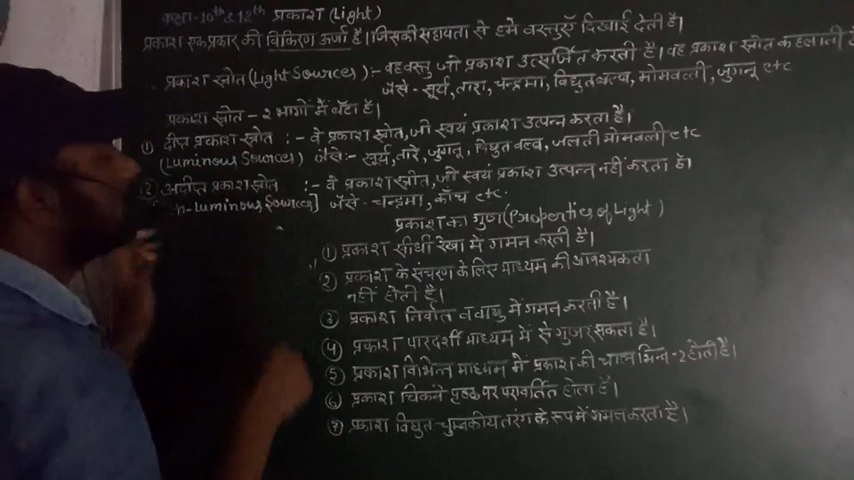 कक्षा-10th & 12th प्रकाश (Light)
प्रकाश एक प्रकार की विकिरण ऊर्जा है। जिसकी सहायता से हमे वस्तुएँ दिखाई देती है।
प्रकाश स्रोत (Light Sources) :- वह वस्तु जो प्रकाश उत्सर्जित करती है। वह प्रकाश स्रोत कहलाती है
जैसे- सूर्य, तारा, चन्द्रमा, विद्युत बल्ब, मोमबत्ती, जुगनू etc
प्रकाश स्रोत - 2 भागों में बँटा है।
① दीप्त प्रकाश स्रोत :- वे प्रकाश स्रोत, जो स्वयं प्रकाश उत्पन्न करता है।
(Luminous Sources) जैसे:- सूर्य, तारे, जुगनू, विद्युत बल्ब, जलती मोमबत्ती etc
② अदीप्त प्रकाश स्रोत :- वे प्रकाश स्रोत, जो स्वयं प्रकाश उत्पन्न नहीं करता है।
n-luminous Sources] जैसे- चन्द्रमा, काँच etc.
प्रकाश का गुण (Properties of Light)
① प्रकाश सीधी रेखा में गमन करती है।
② प्रकाश के संचरण के लिए माध्यम की आवश्यकता
नहीं होती है।
③ प्रकाश निर्वात व वायु में गमन करती है।
④ प्रकाश पारदर्शी माध्यम में से गुजर सकता है।
⑤ प्रकाश विभिन्न माध्यम में प्रकाश की चाल भिन्न-2 होती है।
⑥ प्रकाश चिकने पृष्ठ पर परावर्तित होता है।
⑦ प्रकाश विद्युत-चुम्बकीय तरंग के रूप में गमन करता है।